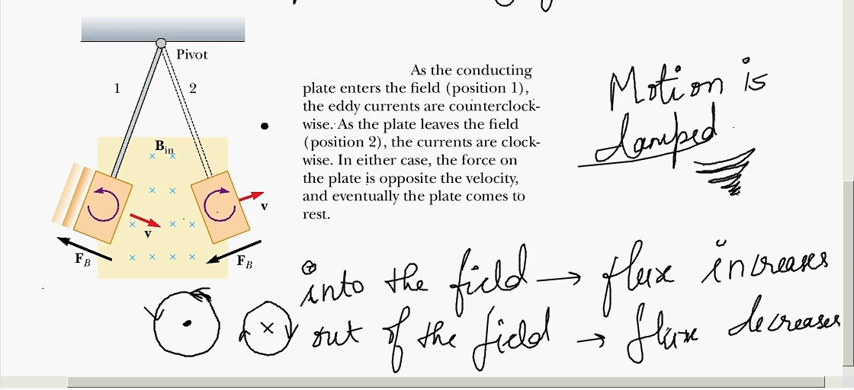 Pivot
1
2
As the conducting
plate enters the field (position 1),
the eddy currents are counterclock-
wise. As the plate leaves the field
(position 2), the currents are clock-
wise. In either case, the force on
the plate is opposite the velocity,
and eventually the plate comes to
rest.
Motion is
damped
B_in
v
v
F_B
F_B
into the field → flux increases
out of the field → flux decreases